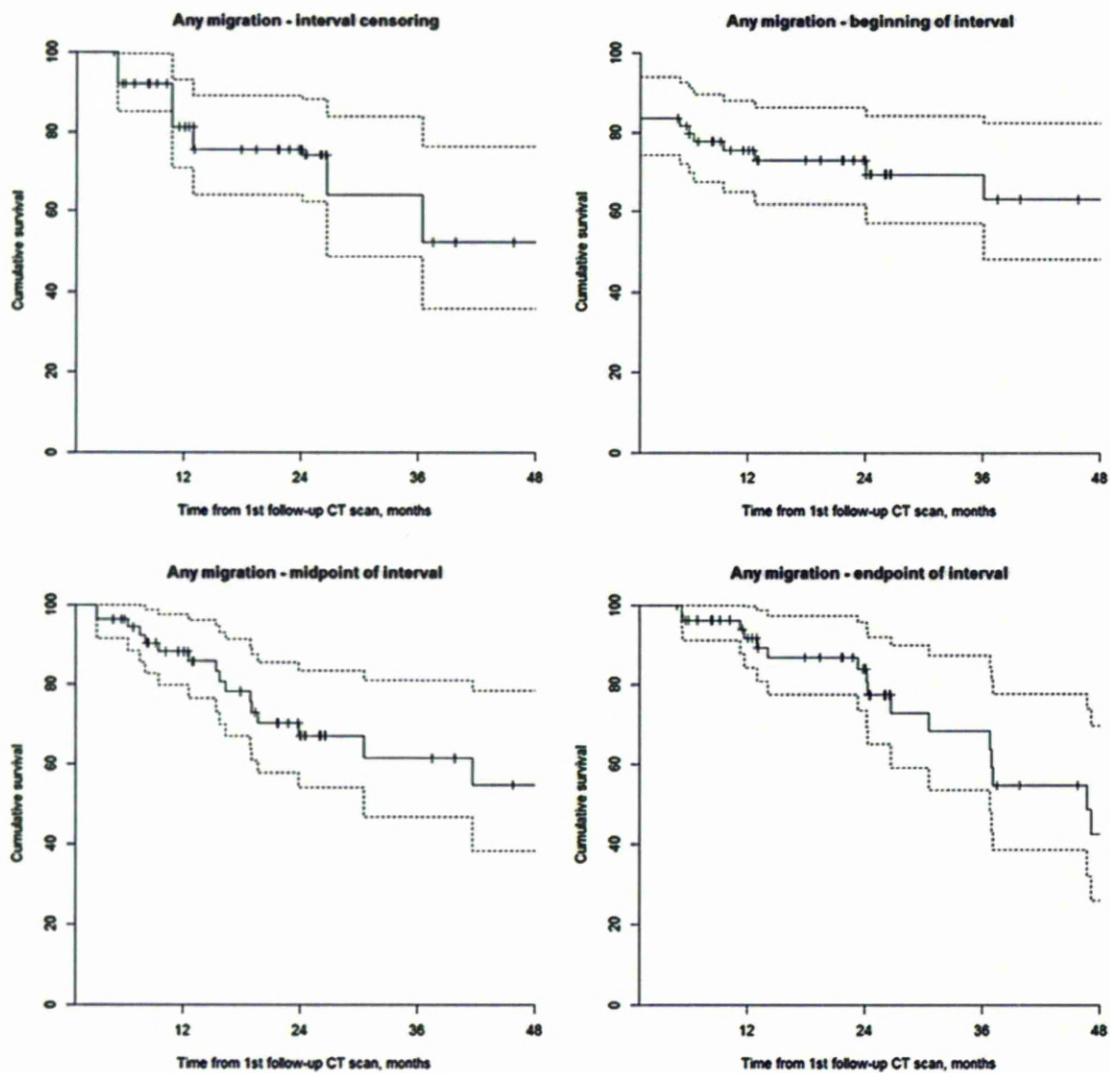 Any migration - interval censoring
100
80
60
40
20
0
Cumulative survival
12 24 36 48
Time from 1st follow-up CT scan, months
Any migration - beginning of interval
100
80
60
40
20
0
Cumulative survival
12 24 36 48
Time from 1st follow-up CT scan, months
Any migration - midpoint of interval
100
80
60
40
20
0
Cumulative survival
12 24 36 48
Time from 1st follow-up CT scan, months
Any migration - endpoint of interval
100
80
60
40
20
0
Cumulative survival
12 24 36 48
Time from 1st follow-up CT scan, months